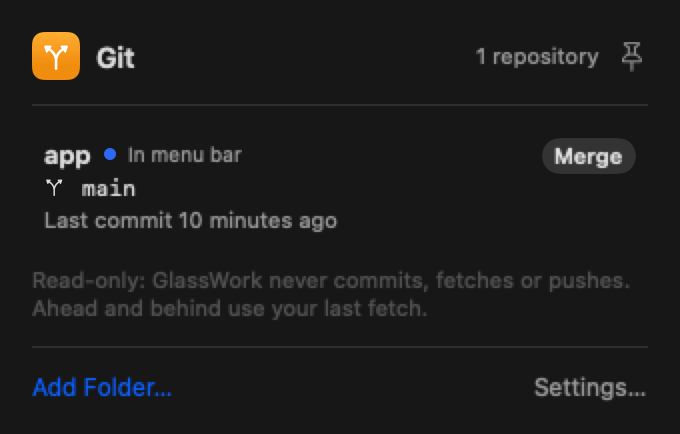 Git
1 repository
app In menu bar
Merge
main
Last commit 10 minutes ago
Read-only: GlassWork never commits, fetches or pushes.
Ahead and behind use your last fetch.
Add Folder...
Settings...